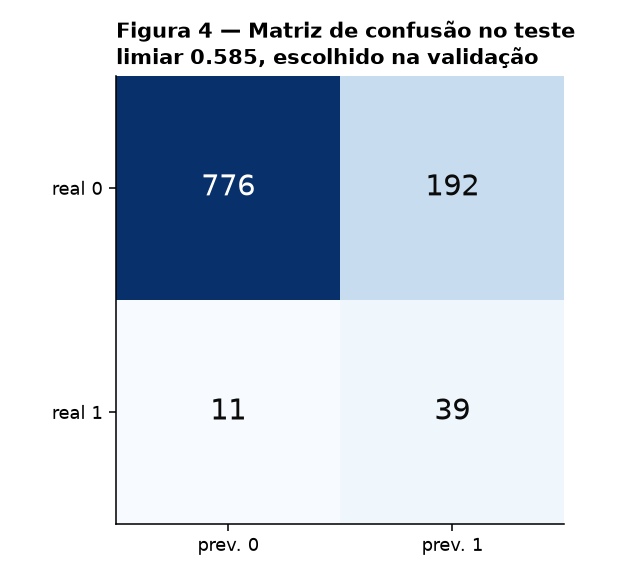 Figura 4 — Matriz de confusão no teste
limiar 0.585, escolhido na validação
real 0
776
192
real 1
11
39
prev. 0
prev. 1